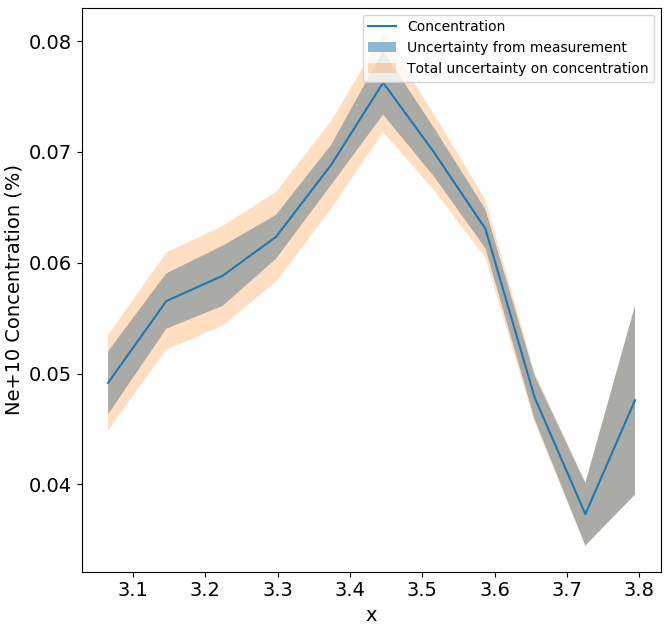 Concentration
Uncertainty from measurement
Total uncertainty on concentration
Ne+10 Concentration (%)
0.08
0.07
0.06
0.05
0.04
3.1 3.2 3.3 3.4 3.5 3.6 3.7 3.8
x